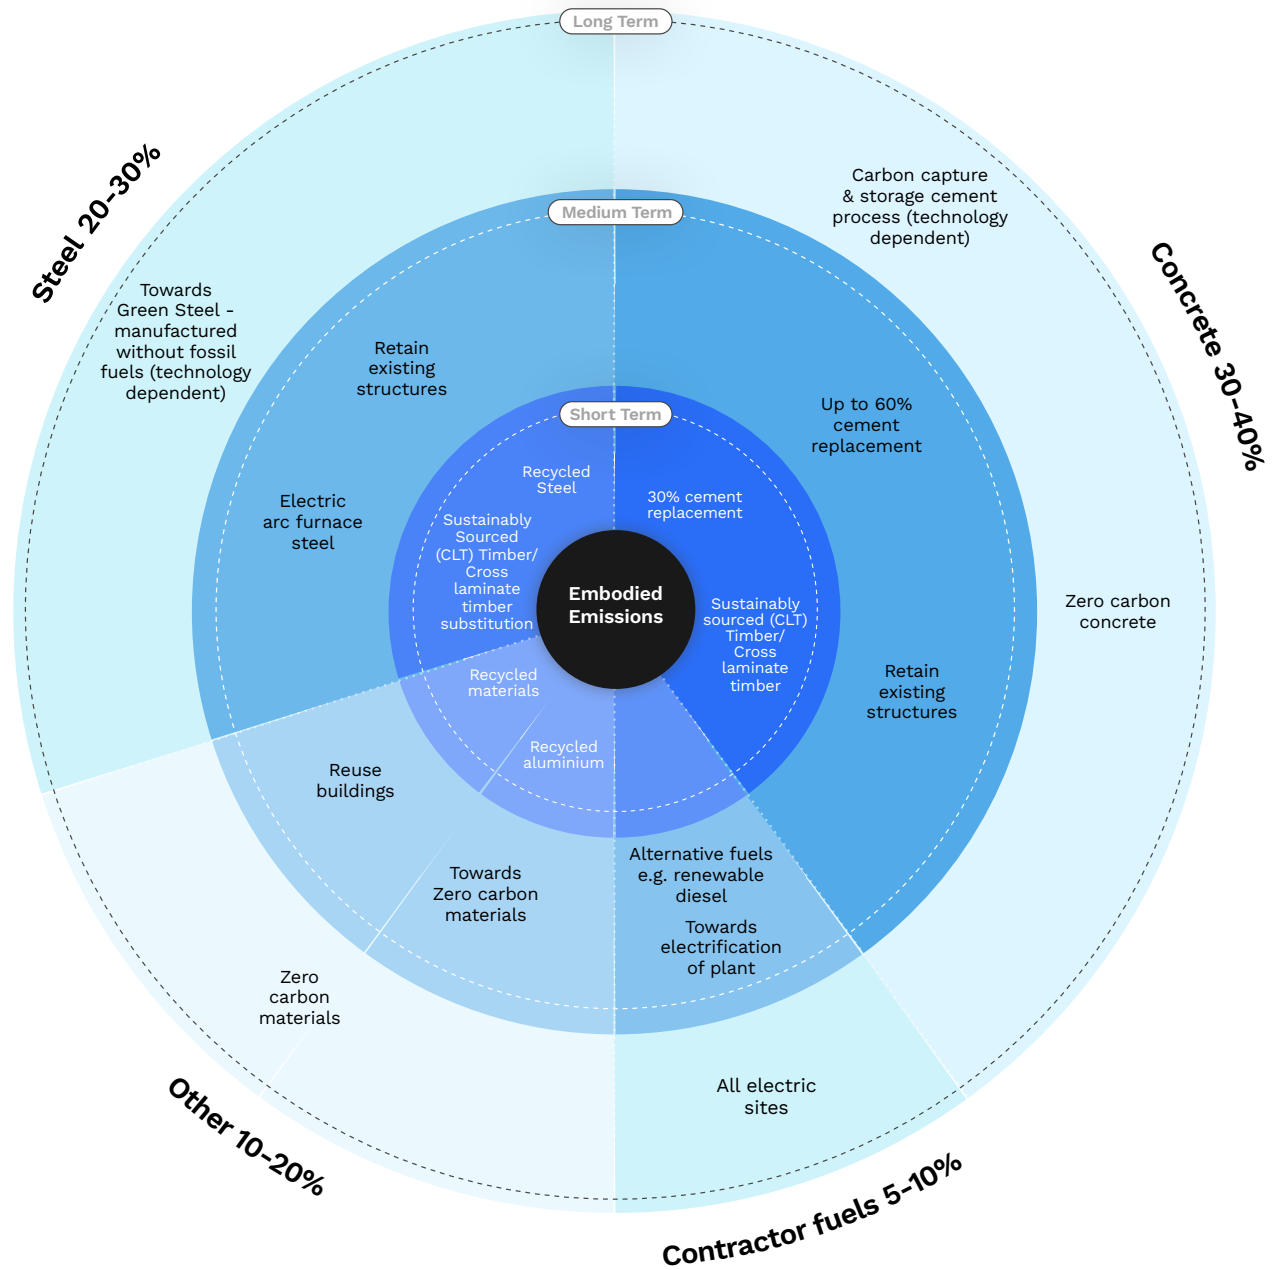 Long Term
Medium Term
Short Term
Embodied
Emissions
Concrete 30-40%
Carbon capture
& storage cement
process (technology
dependent)
Zero carbon
concrete
Up to 60%
cement
replacement
Retain
existing
structures
30% cement
replacement
Sustainably
sourced (CLT)
Timber/
Cross
laminate
timber
Contractor fuels 5-10%
Alternative fuels
e.g. renewable
diesel
Towards
electrification
of plant
All electric
sites
Other 10-20%
Recycled
materials
Recycled
aluminium
Reuse
buildings
Towards
Zero carbon
materials
Zero
carbon
materials
Steel 20-30%
Towards
Green Steel -
manufactured
without fossil
fuels (technology
dependent)
Retain
existing
structures
Electric
arc furnace
steel
Recycled
Steel
Sustainably
Sourced
(CLT) Timber/
Cross
laminate
timber
substitution